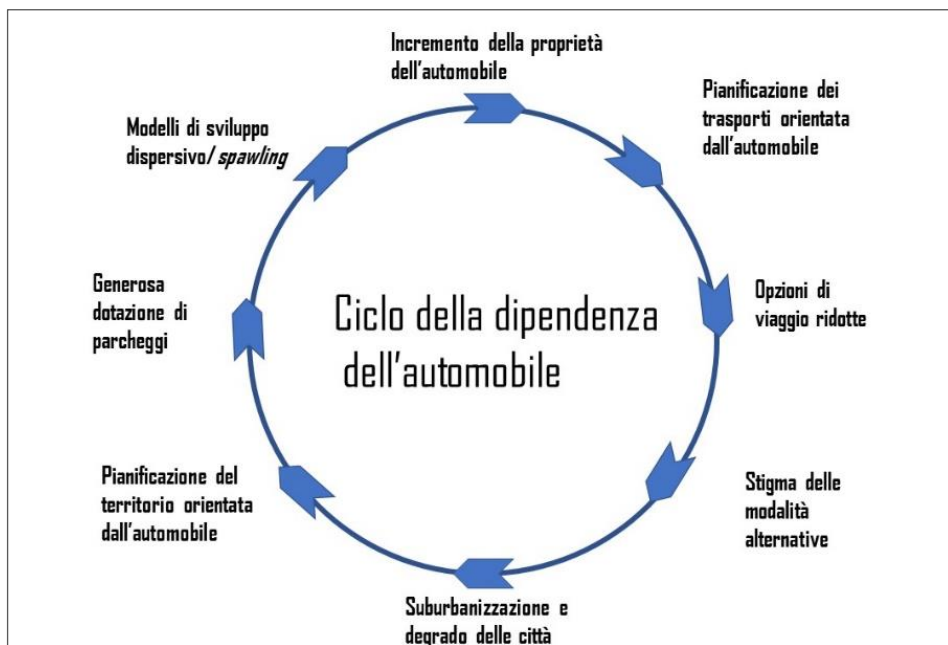 Incremento della proprietà
dell'automobile
Pianificazione dei
trasporti orientata
dall'automobile
Opzioni di
viaggio ridotte
Stigma delle
modalità
alternative
Suburbanizzazione e
degrado delle città
Pianificazione del
territorio orientata
dall'automobile
Generosa
dotazione di
parcheggi
Modelli di sviluppo
dispersivo/ spawling
Ciclo della dipendenza
dell'automobile